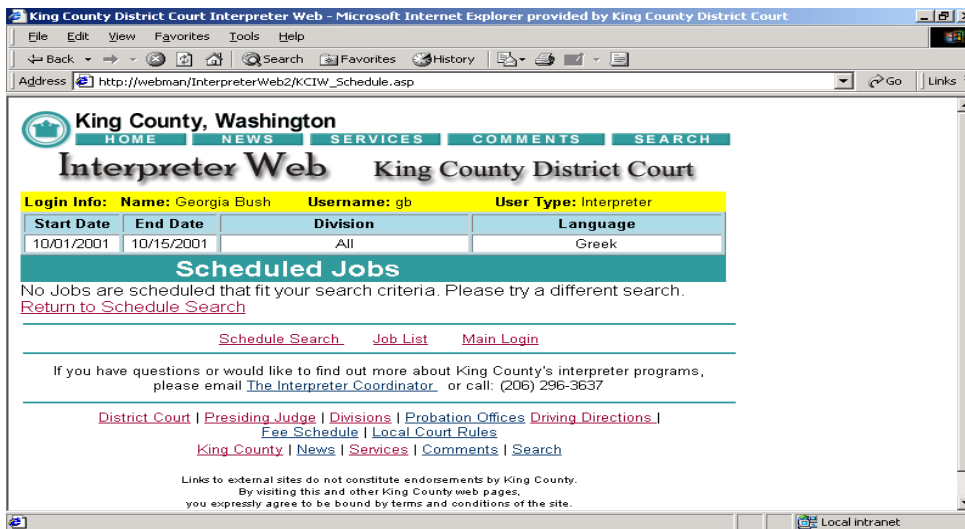 King County District Court Interpreter Web - Microsoft Internet Explorer provided by King County District Court
File Edit View Favorites Tools Help
Back Search Favorites History
Address http://webman/InterpreterWeb2/KCIW_Schedule.asp Go Links
King County, Washington
HOME NEWS SERVICES COMMENTS SEARCH
Interpreter Web King County District Court
Login Info: Name: Georgia Bush Username: gb User Type: Interpreter
Start Date End Date Division Language
10/01/2001 10/15/2001 All Greek
Scheduled Jobs
No Jobs are scheduled that fit your search criteria. Please try a different search.
Return to Schedule Search
Schedule Search Job List Main Login
If you have questions or would like to find out more about King County's interpreter programs,
please email The Interpreter Coordinator or call: (206) 296-3637
District Court | Presiding Judge | Divisions | Probation Offices Driving Directions |
Fee Schedule | Local Court Rules
King County | News | Services | Comments | Search
Links to external sites do not constitute endorsements by King County.
By visiting this and other King County web pages,
you expressly agree to be bound by terms and conditions of the site.
Local intranet